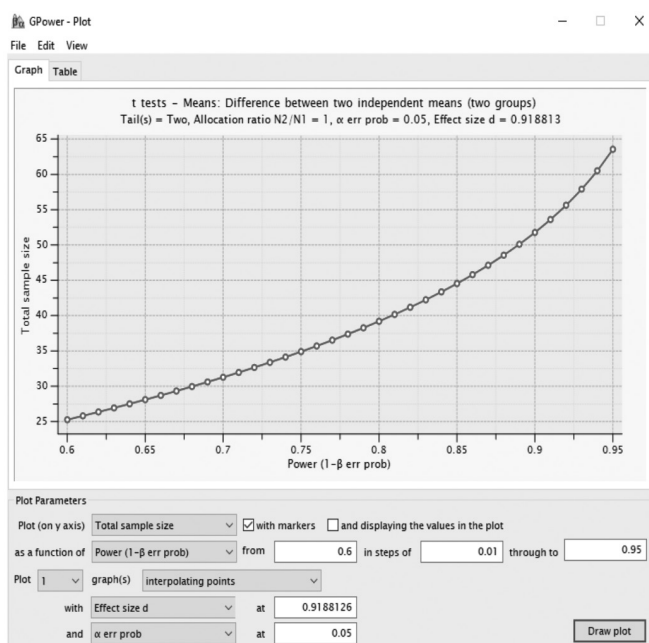 GPower - Plot
File Edit View
Graph Table
t tests - Means: Difference between two independent means (two groups)
Tail(s) = Two, Allocation ratio N2/N1 = 1, α err prob = 0.05, Effect size d = 0.918813
65
60
55
50
45
40
35
30
25
Total sample size
0.6 0.65 0.7 0.75 0.8 0.85 0.9 0.95
Power (1-β err prob)
Plot Parameters
Plot (on y axis) Total sample size with markers and displaying the values in the plot
as a function of Power (1-β err prob) from 0.6 in steps of 0.01 through to 0.95
Plot 1 graph(s) interpolating points
with Effect size d at 0.9188126
and α err prob at 0.05 Draw plot